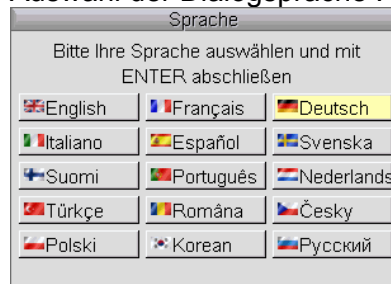 Auswahl der Dialogsprache
Sprache
Bitte Ihre Sprache auswählen und mit
ENTER abschließen
English Français Deutsch
Italiano Español Svenska
Suomi Português Nederlands
Türkçe Româna Česky
Polski Korean Русский